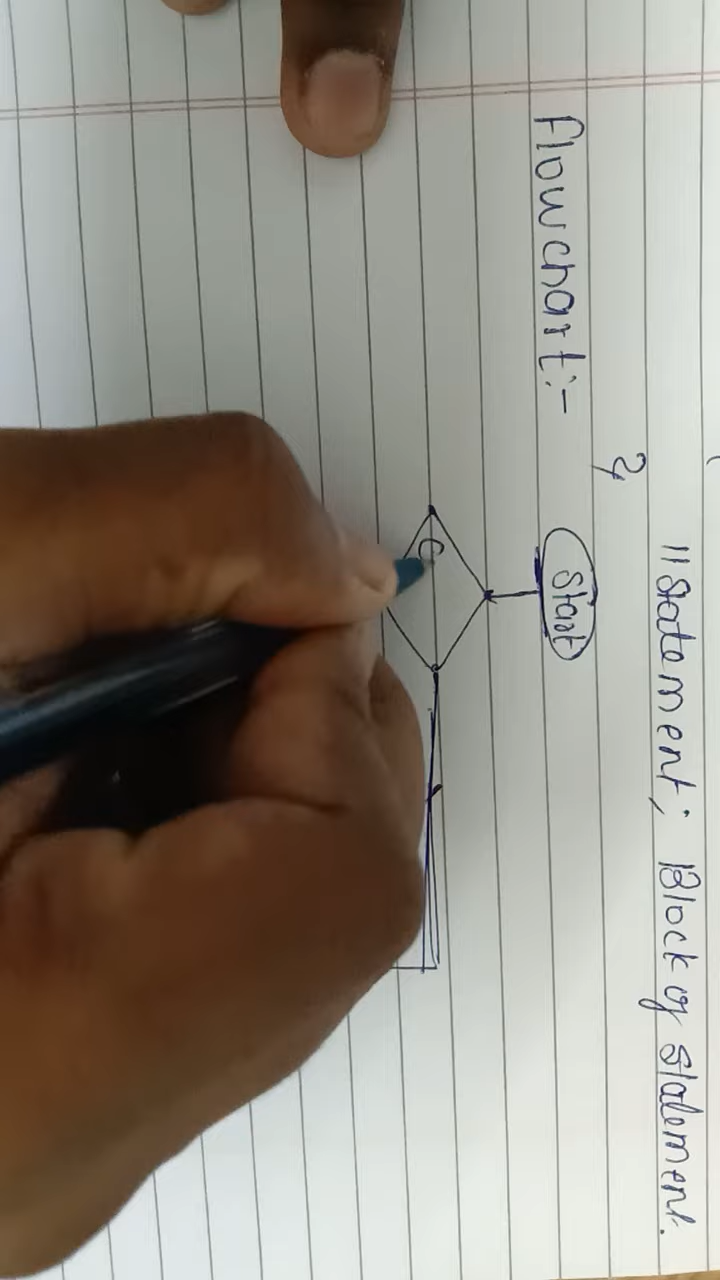 // Statement; Block of statement.
}
Flowchart:-
Start
C